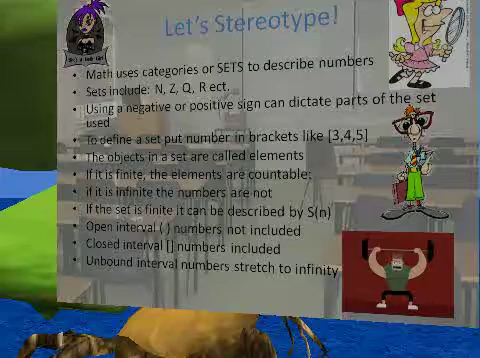 Let's Stereotype!
• Math uses categories or SETS to describe numbers
• Sets include: N, Z, Q, R ect.
• Using a negative or positive sign can dictate parts of the set
used
• To define a set put number in brackets like [3,4,5]
• The objects in a set are called elements
• If it is finite, the elements are countable;
• if it is infinite the numbers are not
• If the set is finite it can be described by S(n)
• Open interval ( ) numbers not included
• Closed interval [] numbers included
• Unbound interval numbers stretch to infinity